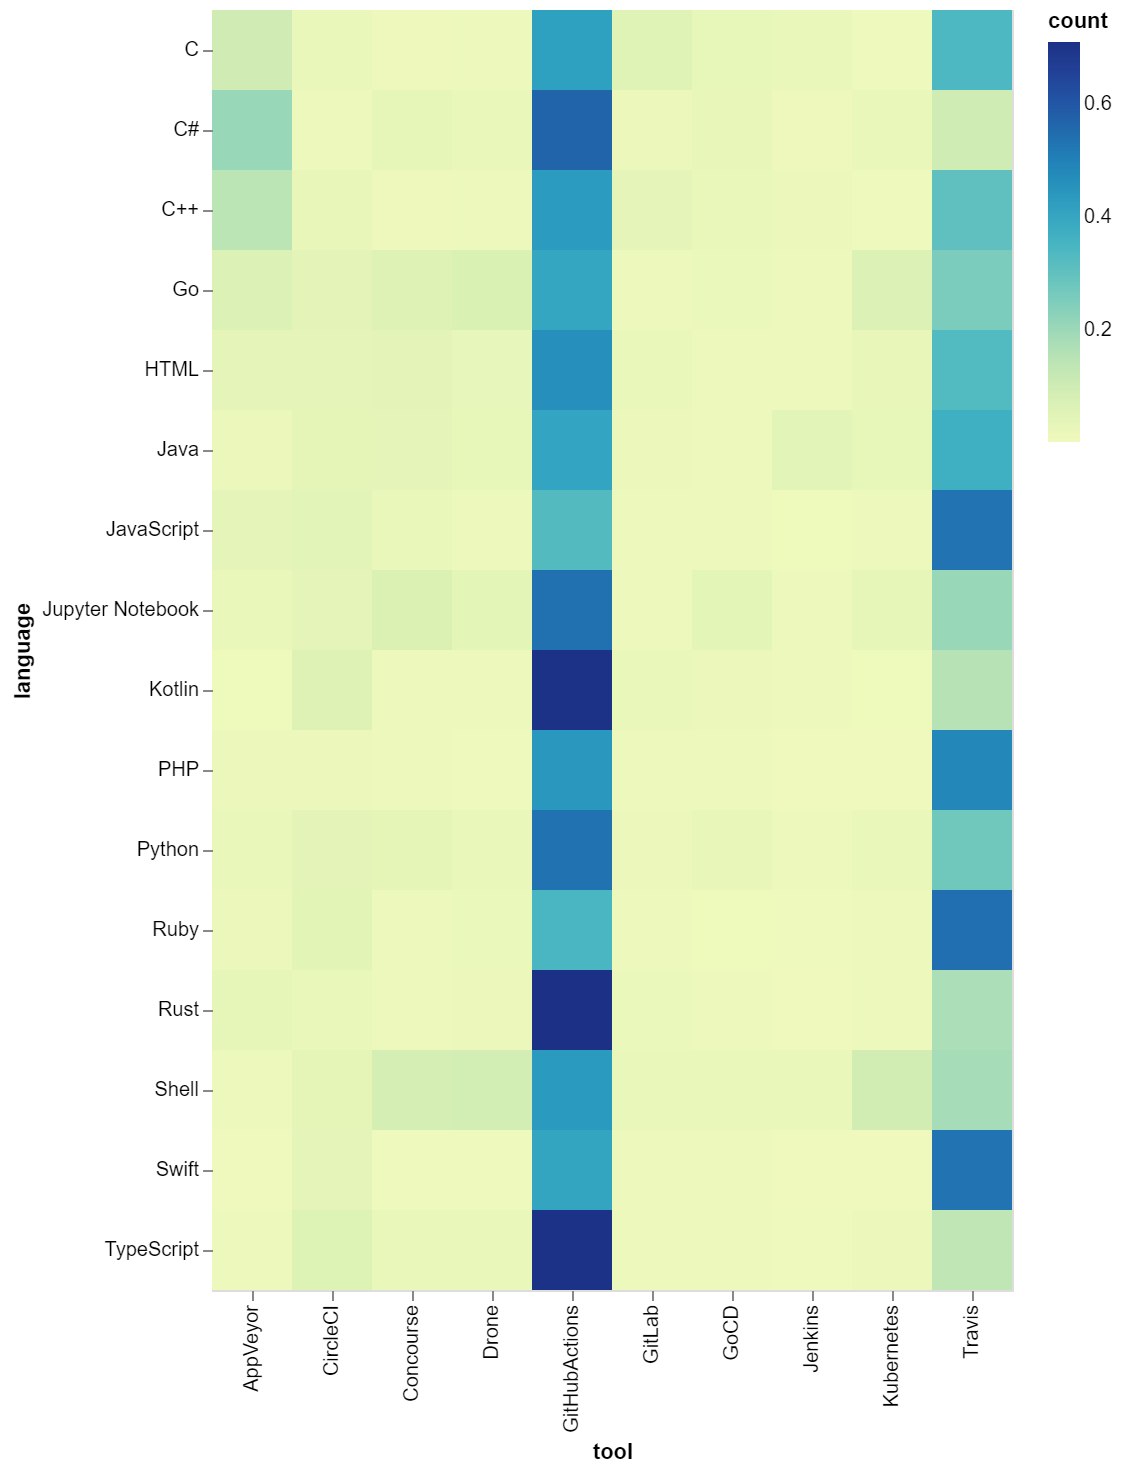 count
0.6
0.4
0.2
language
C
C#
C++
Go
HTML
Java
JavaScript
Jupyter Notebook
Kotlin
PHP
Python
Ruby
Rust
Shell
Swift
TypeScript
AppVeyor
CircleCI
Concourse
Drone
GitHubActions
GitLab
GoCD
Jenkins
Kubernetes
Travis
tool